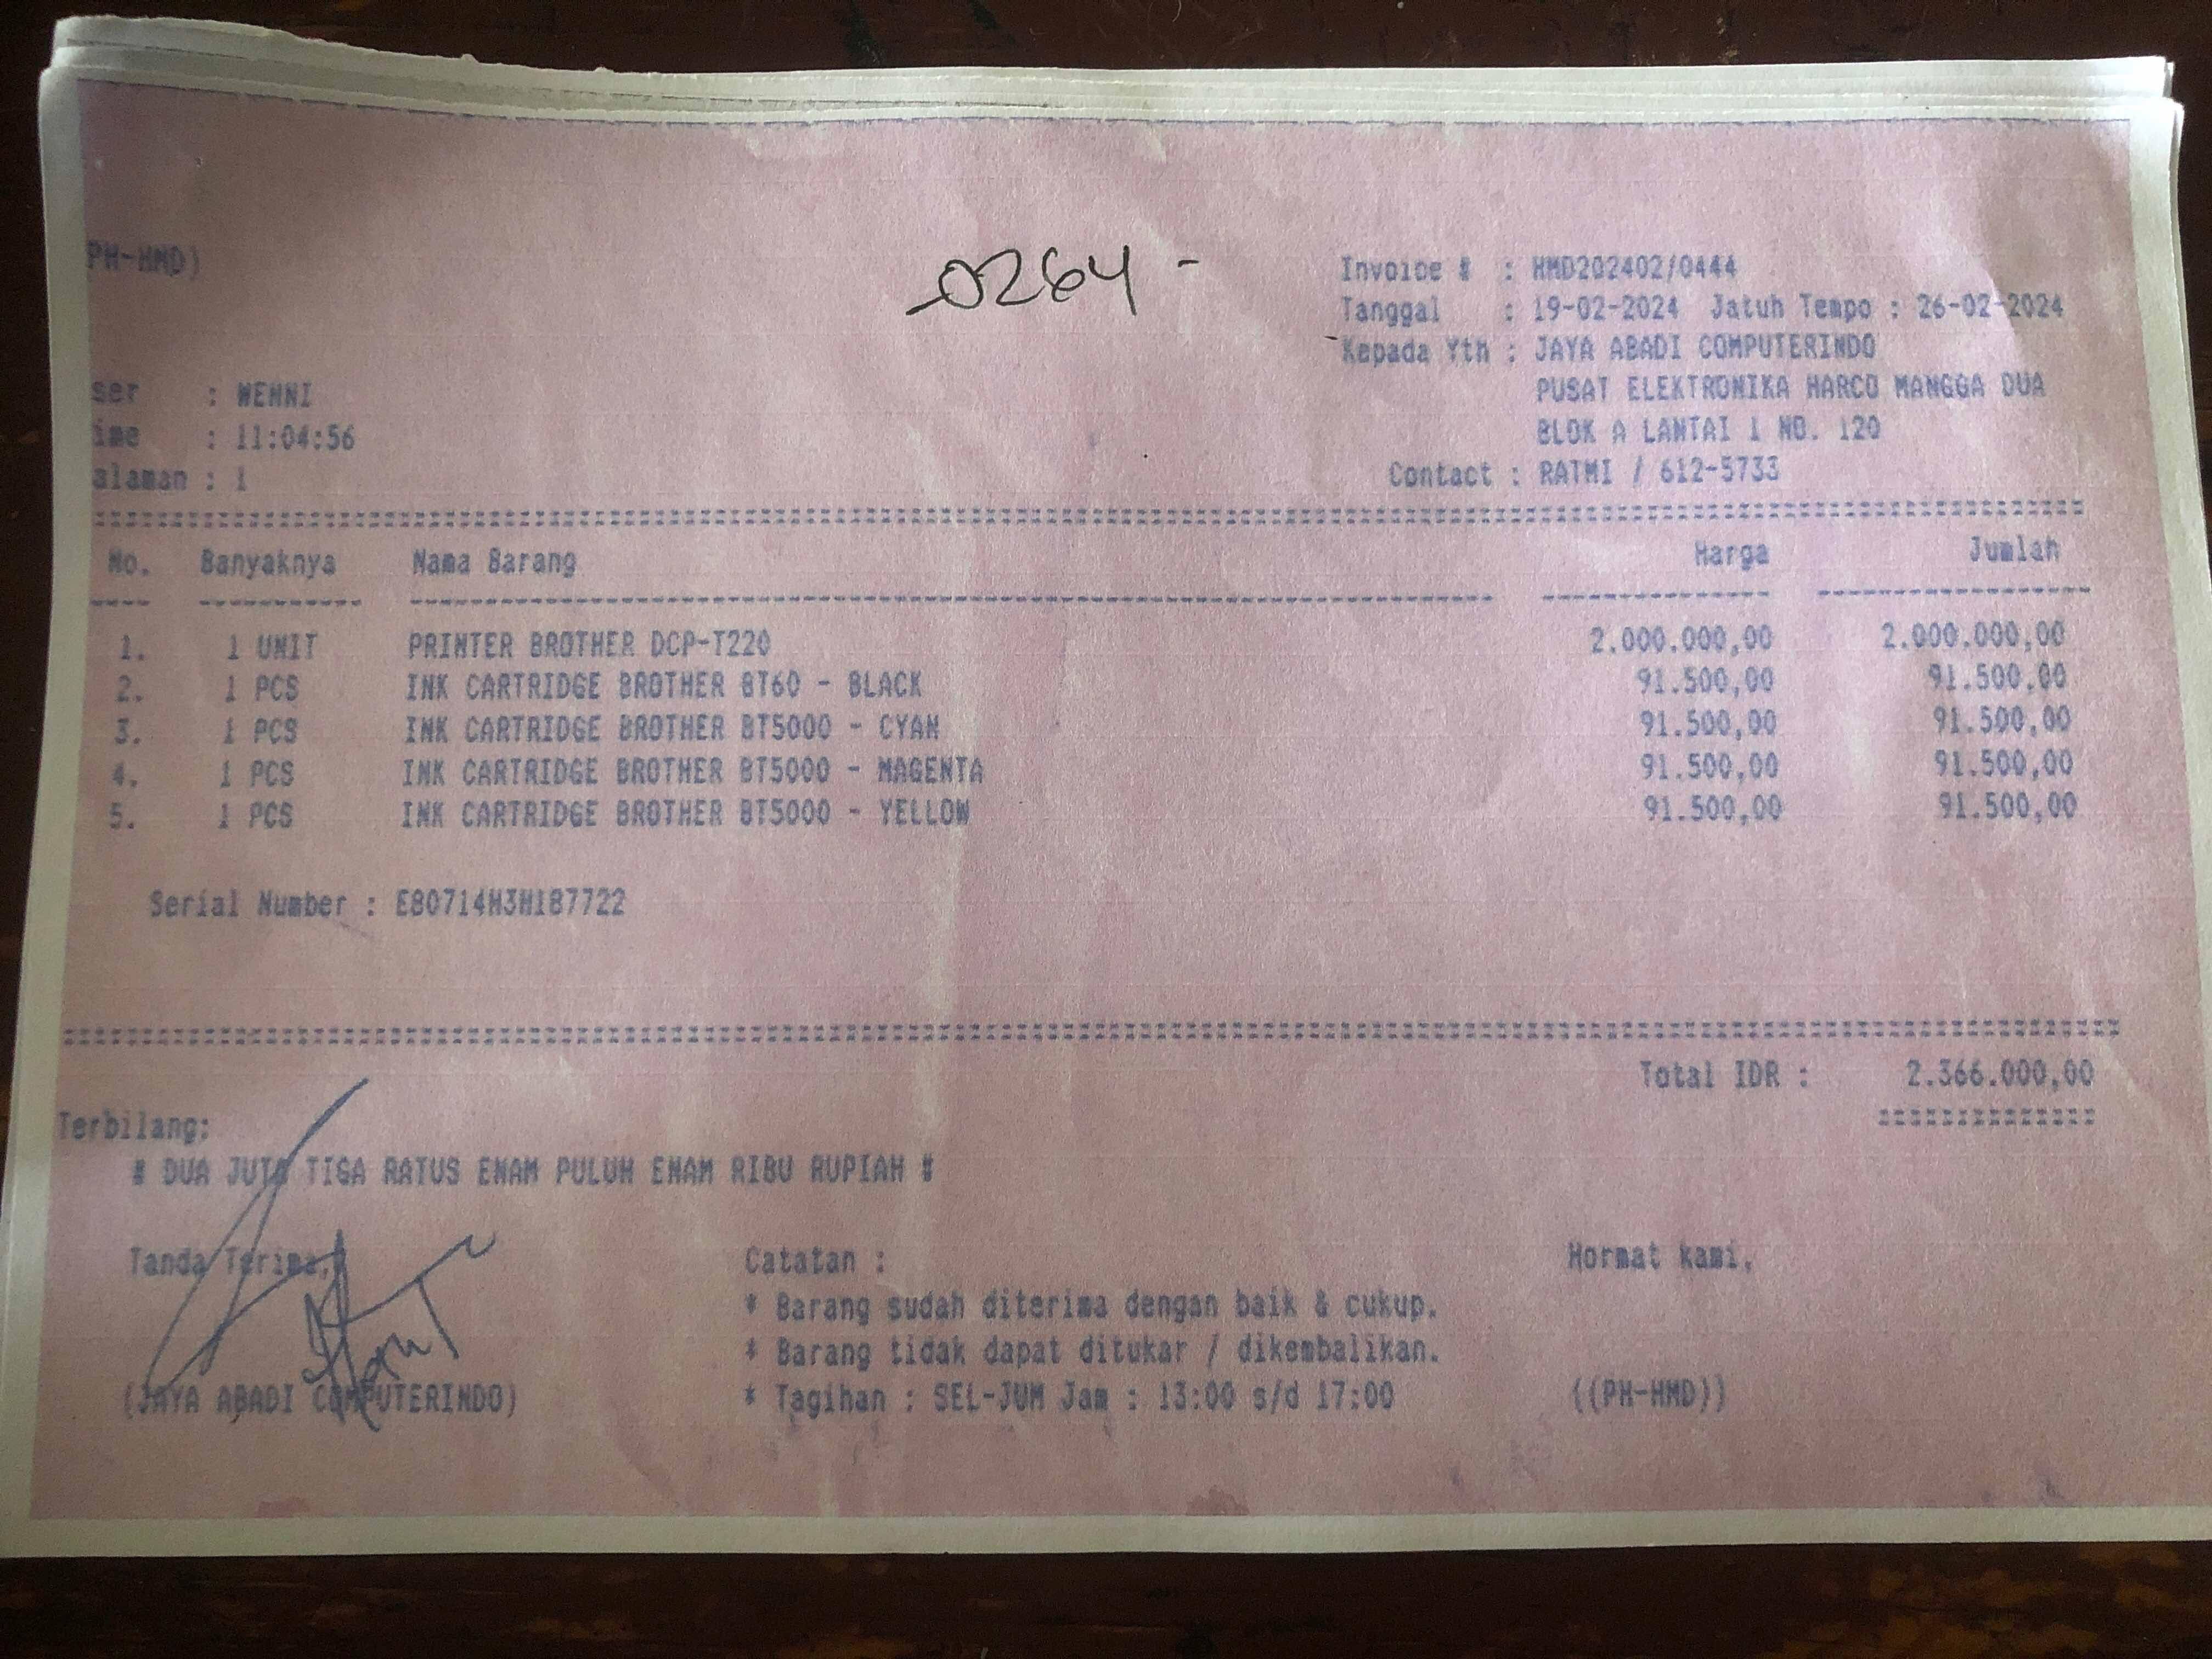 PH-HMD)
0264 -
Invoice # : HMD202402/0444
Tanggal : 19-02-2024 Jatuh Tempo : 26-02-2024
Kepada Yth : JAYA ABADI COMPUTERINDO
PUSAT ELEKTRONIKA HARCO MANGGA DUA
BLOK A LANTAI 1 NO. 120
Contact : RATMI / 612-5733
ser : WENNI
ime : 11:04:56
alaman : 1
No. Banyaknya Nama Barang Harga Jumlah
1. 1 UNIT PRINTER BROTHER DCP-T220 2.000.000,00 2.000.000,00
2. 1 PCS INK CARTRIDGE BROTHER BT60 - BLACK 91.500,00 91.500,00
3. 1 PCS INK CARTRIDGE BROTHER BT5000 - CYAN 91.500,00 91.500,00
4. 1 PCS INK CARTRIDGE BROTHER BT5000 - MAGENTA 91.500,00 91.500,00
5. 1 PCS INK CARTRIDGE BROTHER BT5000 - YELLOW 91.500,00 91.500,00
Serial Number : E80714H3H187722
Total IDR : 2.366.000,00
Terbilang:
# DUA JUTA TIGA RATUS ENAM PULUH ENAM RIBU RUPIAH #
Tanda Terima,
Catatan :
* Barang sudah diterima dengan baik & cukup.
* Barang tidak dapat ditukar / dikembalikan.
* Tagihan : SEL-JUM Jam : 13:00 s/d 17:00
Hormat kami,
(JAYA ABADI COMPUTERINDO)
((PH-HMD))